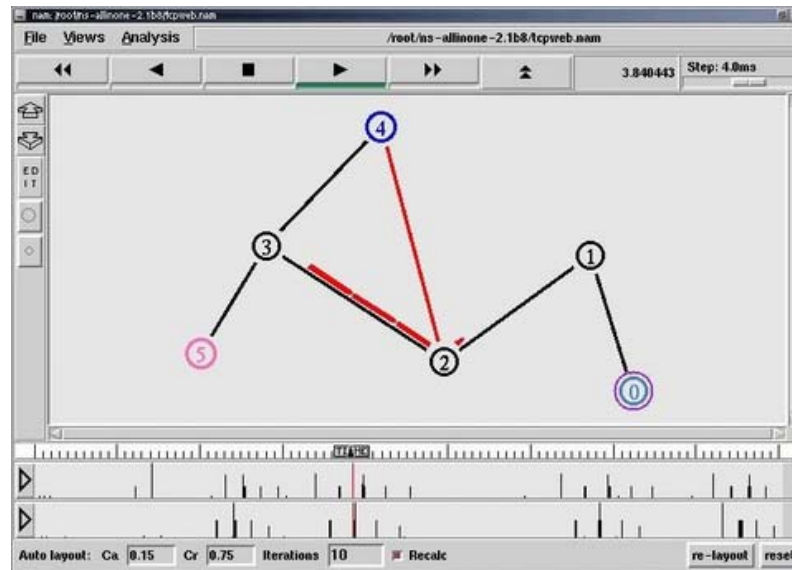 nam: /root/ns-allinone-2.1b8/tcpweb.nam
File Views Analysis /root/ns-allinone-2.1b8/tcpweb.nam
3.840443 Step: 4.0ms
ED
IT
4
3
1
5
2
0
TIME
Auto layout: Ca 0.15 Cr 0.75 Iterations 10 Recalc re-layout reset